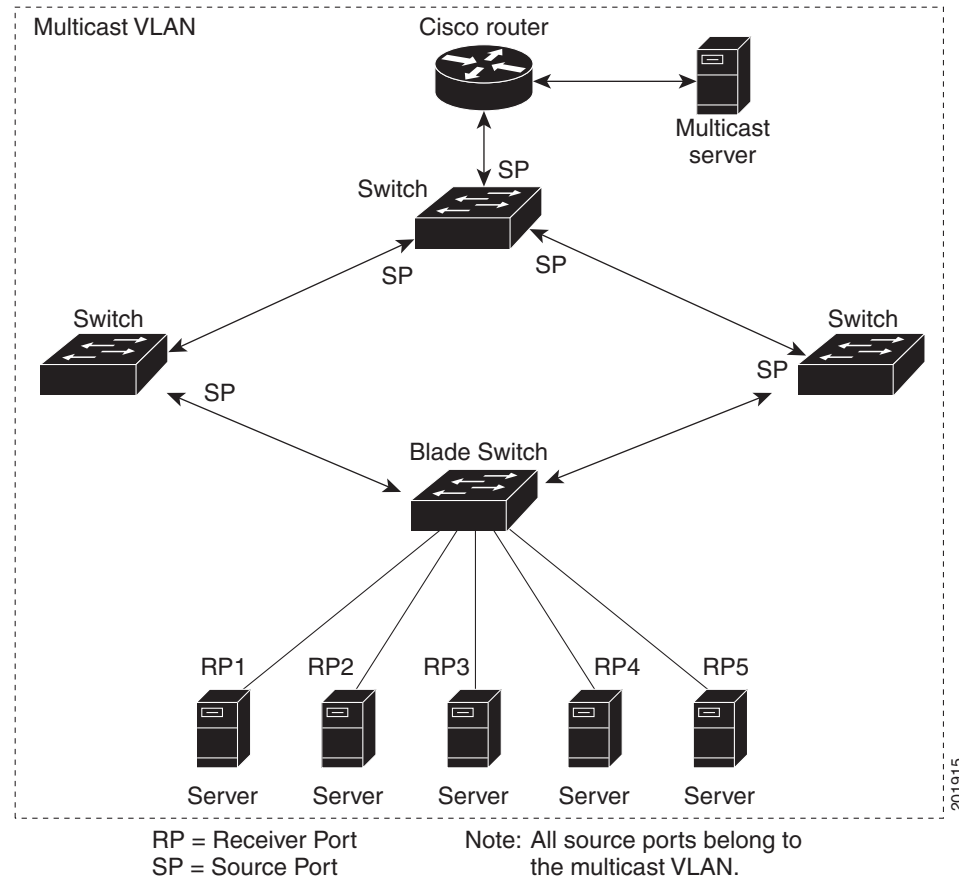 Multicast VLAN
Cisco router
Multicast
server
SP
Switch
SP
SP
Switch
Switch
SP
SP
Blade Switch
RP1
RP2
RP3
RP4
RP5
Server
Server
Server
Server
Server
201915
RP = Receiver Port
SP = Source Port
Note: All source ports belong to
the multicast VLAN.